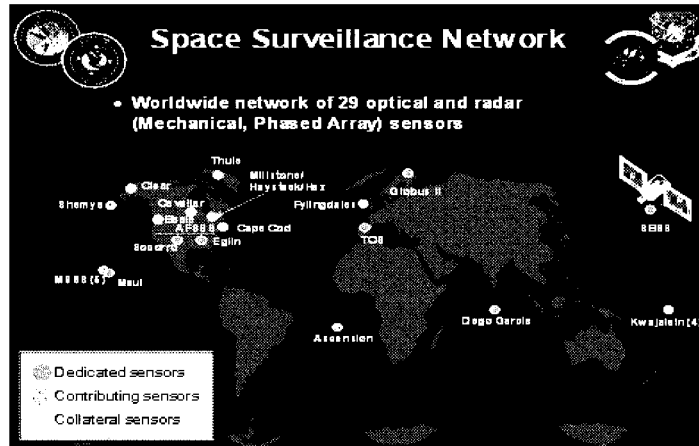 Space Surveillance Network
• Worldwide network of 29 optical and radar
(Mechanical, Phased Array) sensors
Thule
Millstone/
Haystack/Hax
Globus II
Clear
Shemya
Cavalier
Fylingdales
Beale
AFSSS
Cape Cod
Socorro
Eglin
MSSS (6)
Maui
Ascension
Diego Garcia
Kwajalein (4)
Dedicated sensors
Contributing sensors
Collateral sensors